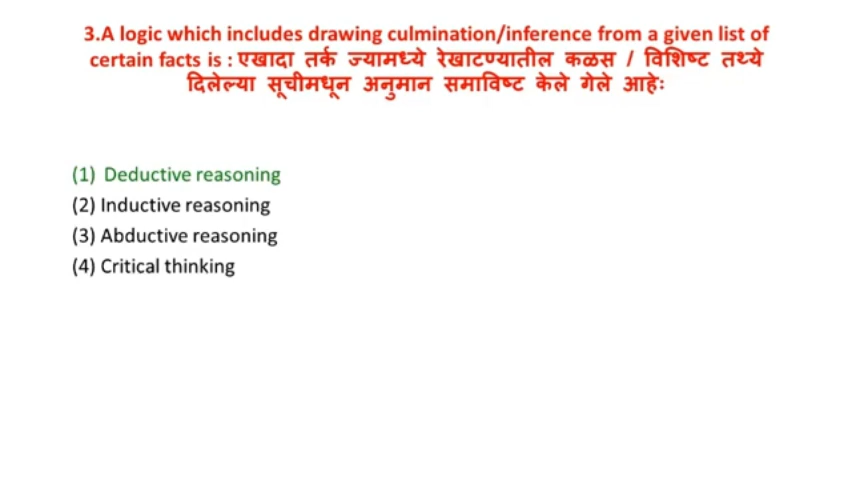 3.A logic which includes drawing culmination/inference from a given list of
certain facts is : एखादा तर्क ज्यामध्ये रेखाटण्यातील कळस / विशिष्ट तथ्ये
दिलेल्या सूचीमधून अनुमान समाविष्ट केले गेले आहेः
(1) Deductive reasoning
(2) Inductive reasoning
(3) Abductive reasoning
(4) Critical thinking